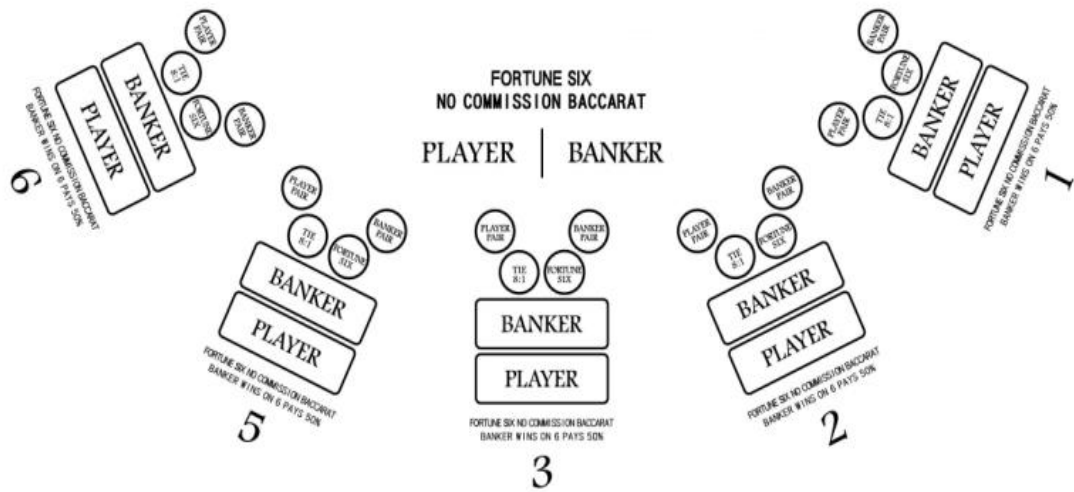 FORTUNE SIX
NO COMMISSION BACCARAT
PLAYER | BANKER
PLAYER
PAIR
TIE
8:1
FORTUNE
SIX
BANKER
PAIR
BANKER
PLAYER
FORTUNE SIX NO COMMISSION BACCARAT
BANKER WINS ON 6 PAYS 50%
6
PLAYER
PAIR
TIE
8:1
FORTUNE
SIX
BANKER
PAIR
BANKER
PLAYER
FORTUNE SIX NO COMMISSION BACCARAT
BANKER WINS ON 6 PAYS 50%
5
PLAYER
PAIR
TIE
8:1
FORTUNE
SIX
BANKER
PAIR
BANKER
PLAYER
FORTUNE SIX NO COMMISSION BACCARAT
BANKER WINS ON 6 PAYS 50%
3
PLAYER
PAIR
TIE
8:1
FORTUNE
SIX
BANKER
PAIR
BANKER
PLAYER
FORTUNE SIX NO COMMISSION BACCARAT
BANKER WINS ON 6 PAYS 50%
2
PLAYER
PAIR
TIE
8:1
FORTUNE
SIX
BANKER
PAIR
BANKER
PLAYER
FORTUNE SIX NO COMMISSION BACCARAT
BANKER WINS ON 6 PAYS 50%
1